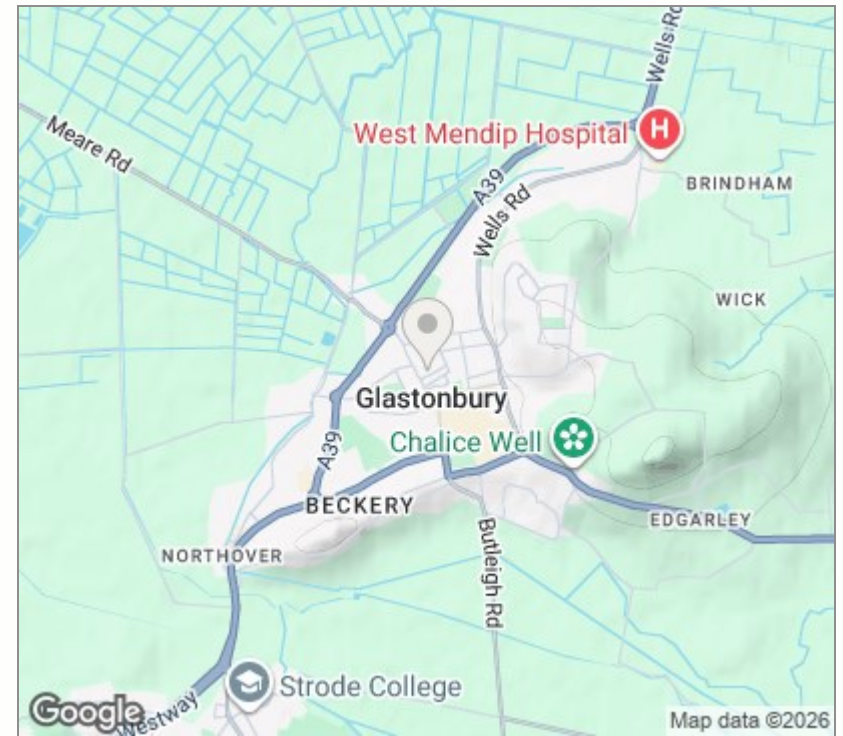 Wells Rd
Meare Rd
West Mendip Hospital
H
A39
BRINDHAM
Wells Rd
WICK
Glastonbury
Chalice Well
A39
BECKERY
EDGARLEY
NORTHOVER
Butleigh Rd
Strode College
Westway
Google
Map data ©2026